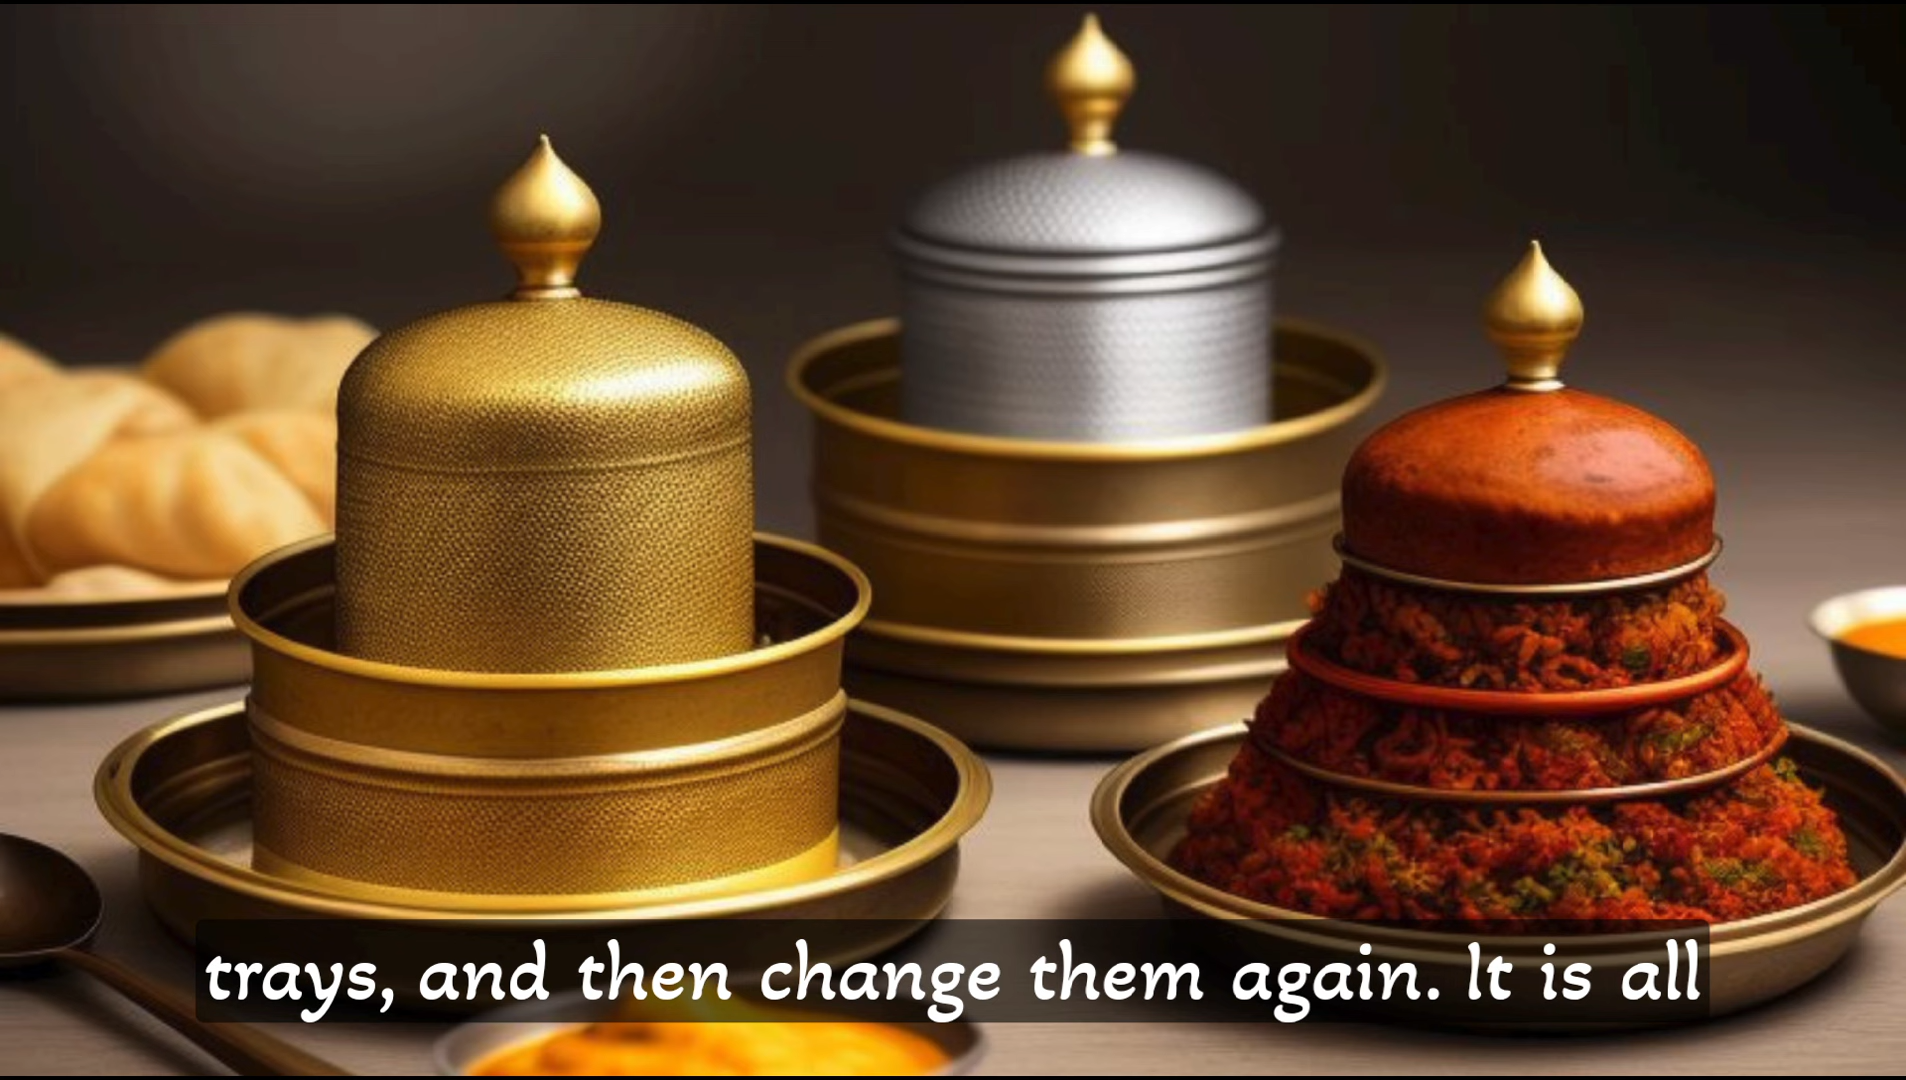 trays, and then change them again. It is all